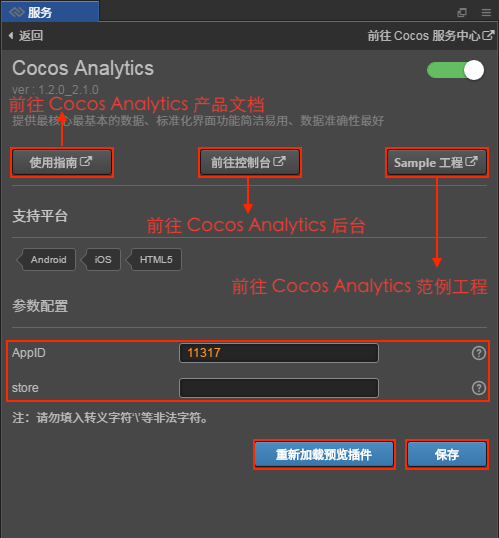 服务
返回
前往 Cocos 服务中心
Cocos Analytics
ver : 1.2.0_2.1.0
前往 Cocos Analytics 产品文档
提供最核心最基本的数据、标准化界面功能简洁易用、数据准确性最好
使用指南
前往控制台
Sample 工程
支持平台
前往 Cocos Analytics 后台
Android
iOS
HTML5
前往 Cocos Analytics 范例工程
参数配置
AppID
11317
?
store
?
注：请勿填入转义字符'\'等非法字符。
重新加载预览插件
保存